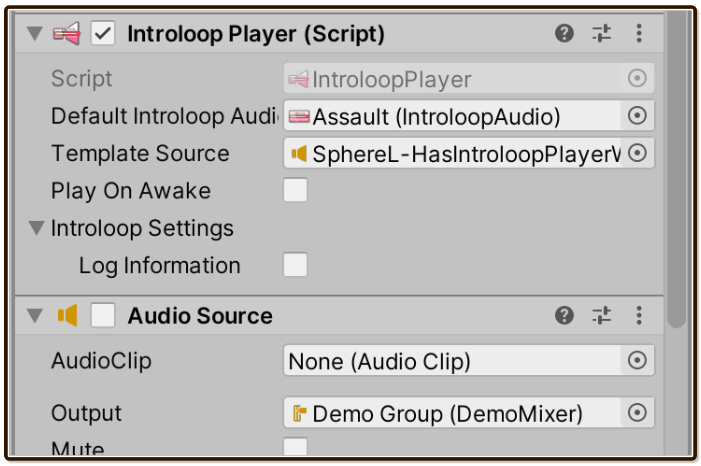 Introloop Player (Script)
Script IntroloopPlayer
Default Introloop Audi Assault (IntroloopAudio)
Template Source SphereL-HasIntroloopPlayerW
Play On Awake
Introloop Settings
Log Information
Audio Source
AudioClip None (Audio Clip)
Output Demo Group (DemoMixer)
Mute